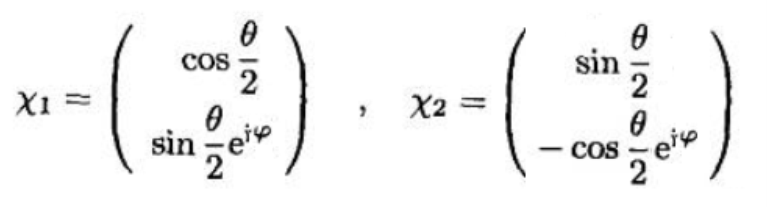 χ₁ = ( cos θ/2 sin θ/2 e^{iφ} ) , χ₂ = ( sin θ/2 − cos θ/2 e^{iφ} )